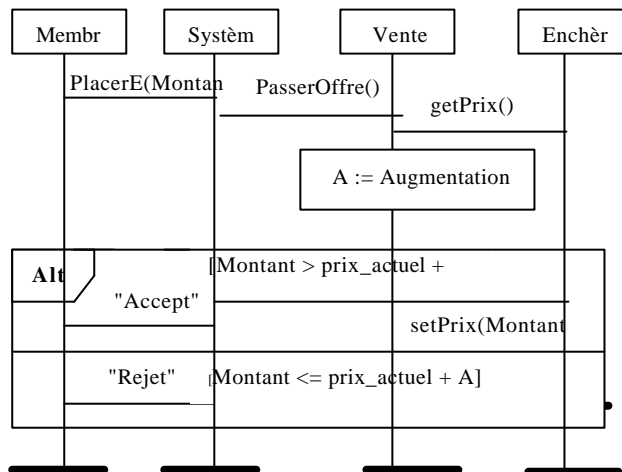 Membr Systèm Vente Enchèr
PlacerE(Montan
PasserOffre()
getPrix()
A := Augmentation
Alt
[Montant > prix_actuel +
"Accept"
setPrix(Montant
"Rejet"
[Montant <= prix_actuel + A]